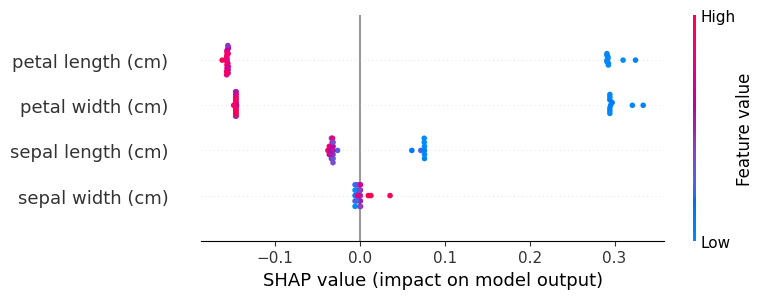 High
petal length (cm)
petal width (cm)
sepal length (cm)
sepal width (cm)
Feature value
Low
−0.1 0.0 0.1 0.2 0.3
SHAP value (impact on model output)